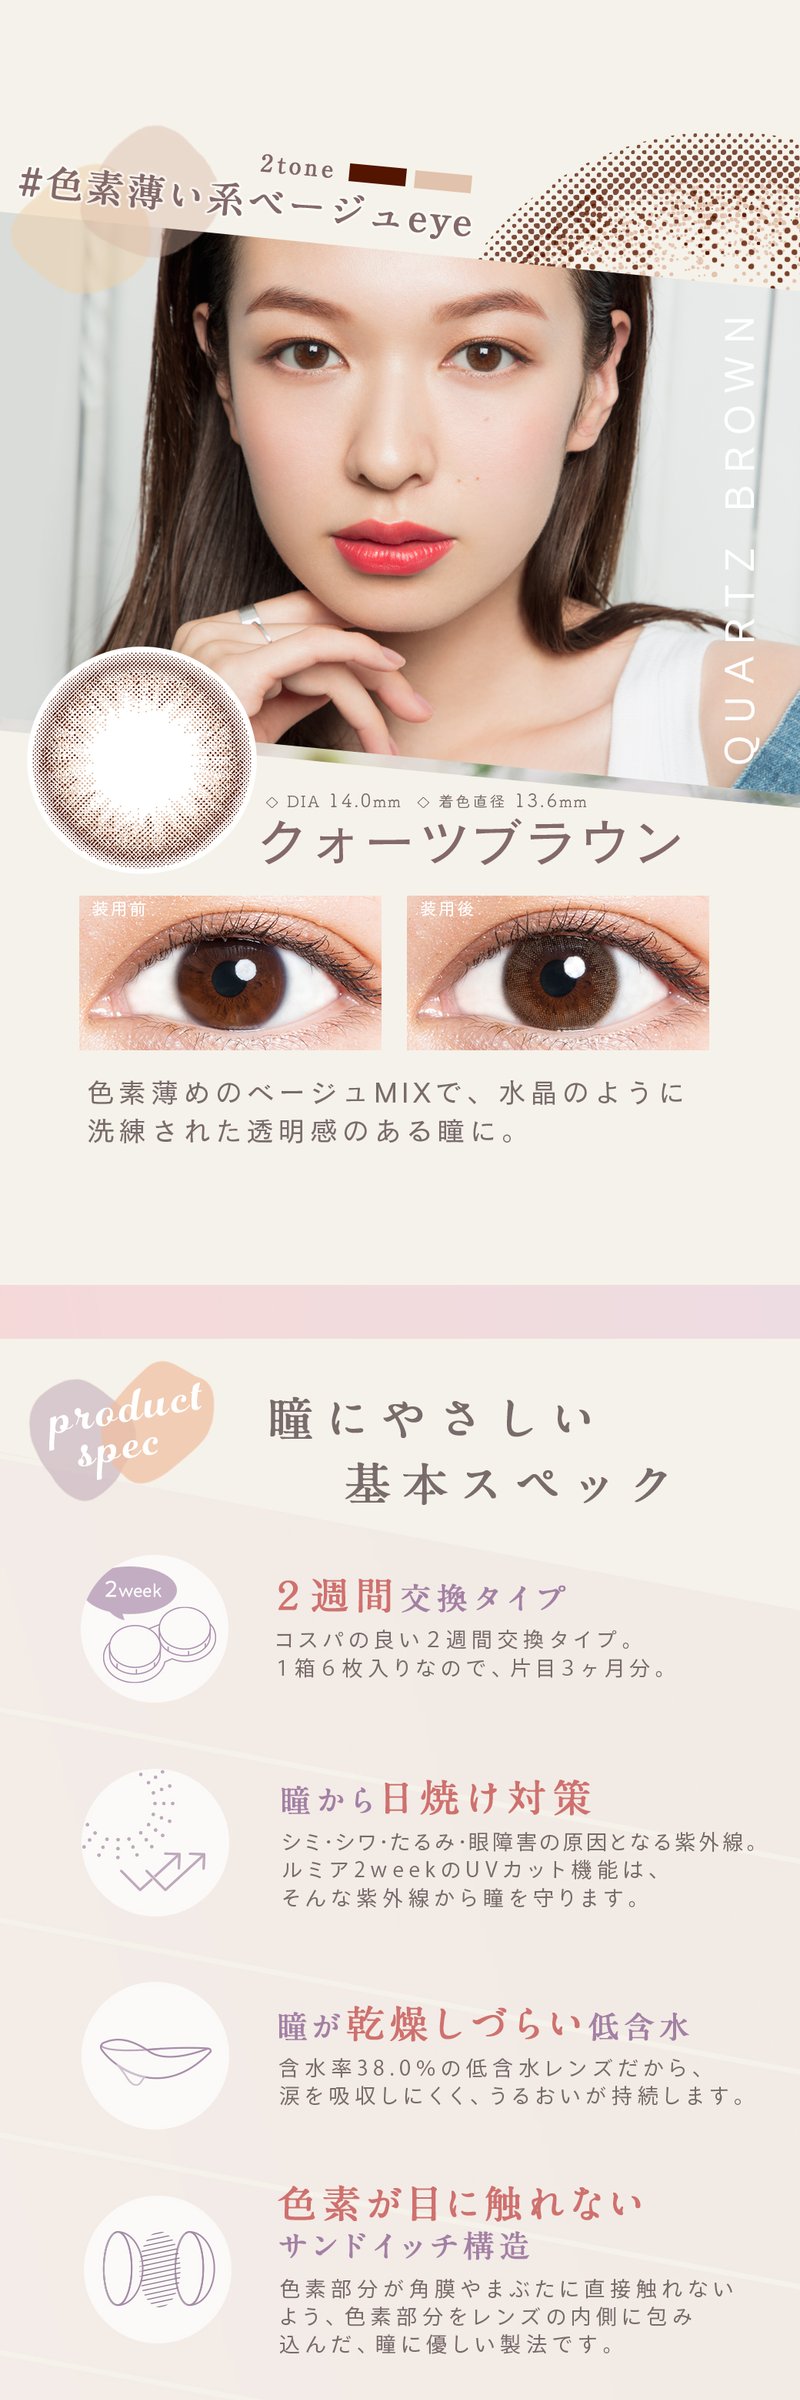 2tone
#色素薄い系ベージュeye
QUARTZ BROWN
◇ DIA 14.0mm ◇ 着色直径 13.6mm
クォーツブラウン
装用前
装用後
色素薄めのベージュMIXで、水晶のように
洗練された透明感のある瞳に。
product
spec
瞳にやさしい
基本スペック
2week
2週間交換タイプ
コスパの良い2週間交換タイプ。
1箱6枚入りなので、片目3ヶ月分。
瞳から日焼け対策
シミ・シワ・たるみ・眼障害の原因となる紫外線。
ルミア2weekのUVカット機能は、
そんな紫外線から瞳を守ります。
瞳が乾燥しづらい低含水
含水率38.0%の低含水レンズだから、
涙を吸収しにくく、うるおいが持続します。
色素が目に触れない
サンドイッチ構造
色素部分が角膜やまぶたに直接触れない
よう、色素部分をレンズの内側に包み
込んだ、瞳に優しい製法です。